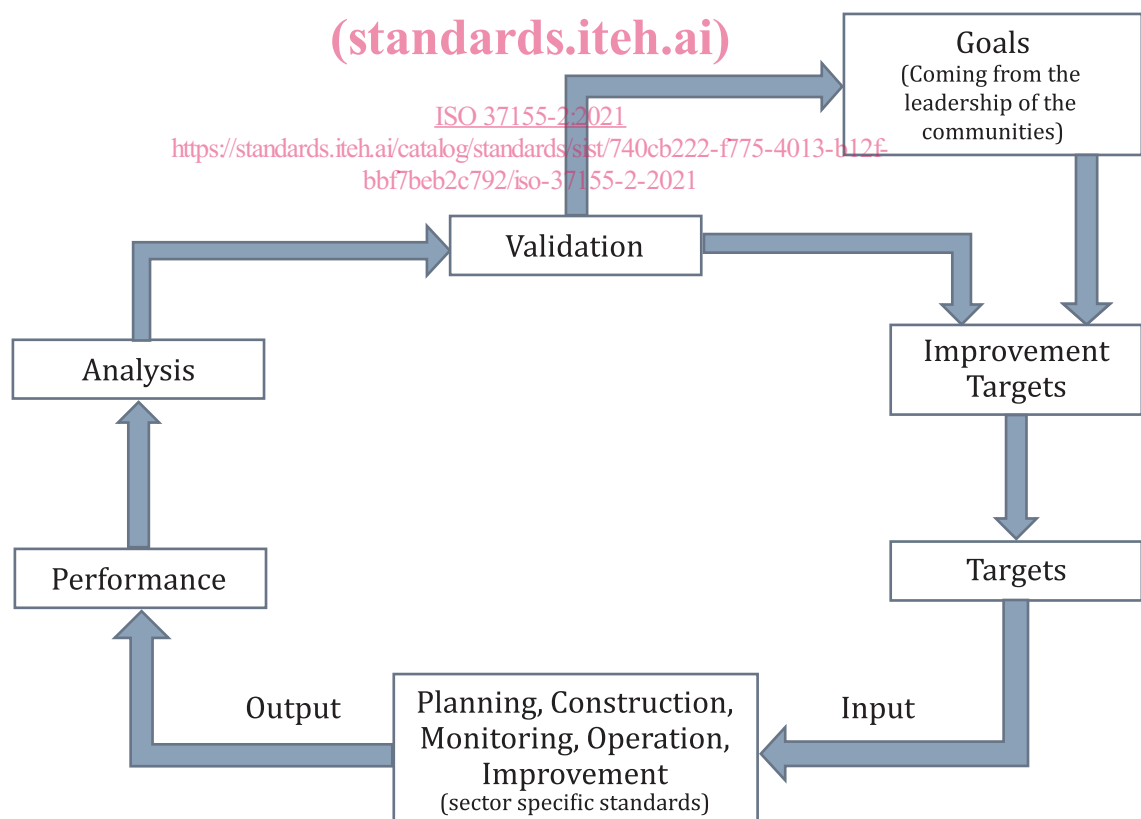 (standards.iteh.ai)
Goals
(Coming from the
leadership of the
communities)
ISO 37155-2:2021
https://standards.iteh.ai/catalog/standards/sist/740cb222-f775-4013-b12f-
bbf7beb2c792/iso-37155-2-2021
Validation
Improvement
Targets
Analysis
Targets
Performance
Output
Input
Planning, Construction,
Monitoring, Operation,
Improvement
(sector specific standards)